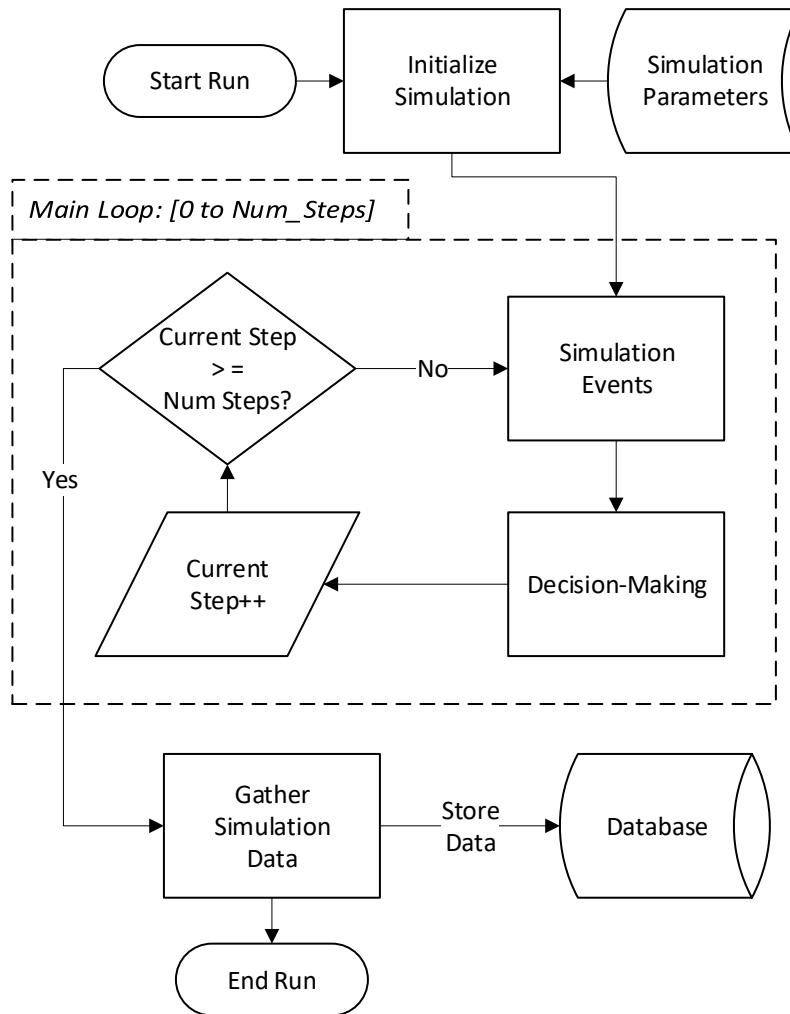 Start Run
Initialize
Simulation
Simulation
Parameters
Main Loop: [0 to Num_Steps]
Current Step
> =
Num Steps?
No
Simulation
Events
Yes
Current
Step++
Decision-Making
Gather
Simulation
Data
Store
Data
Database
End Run